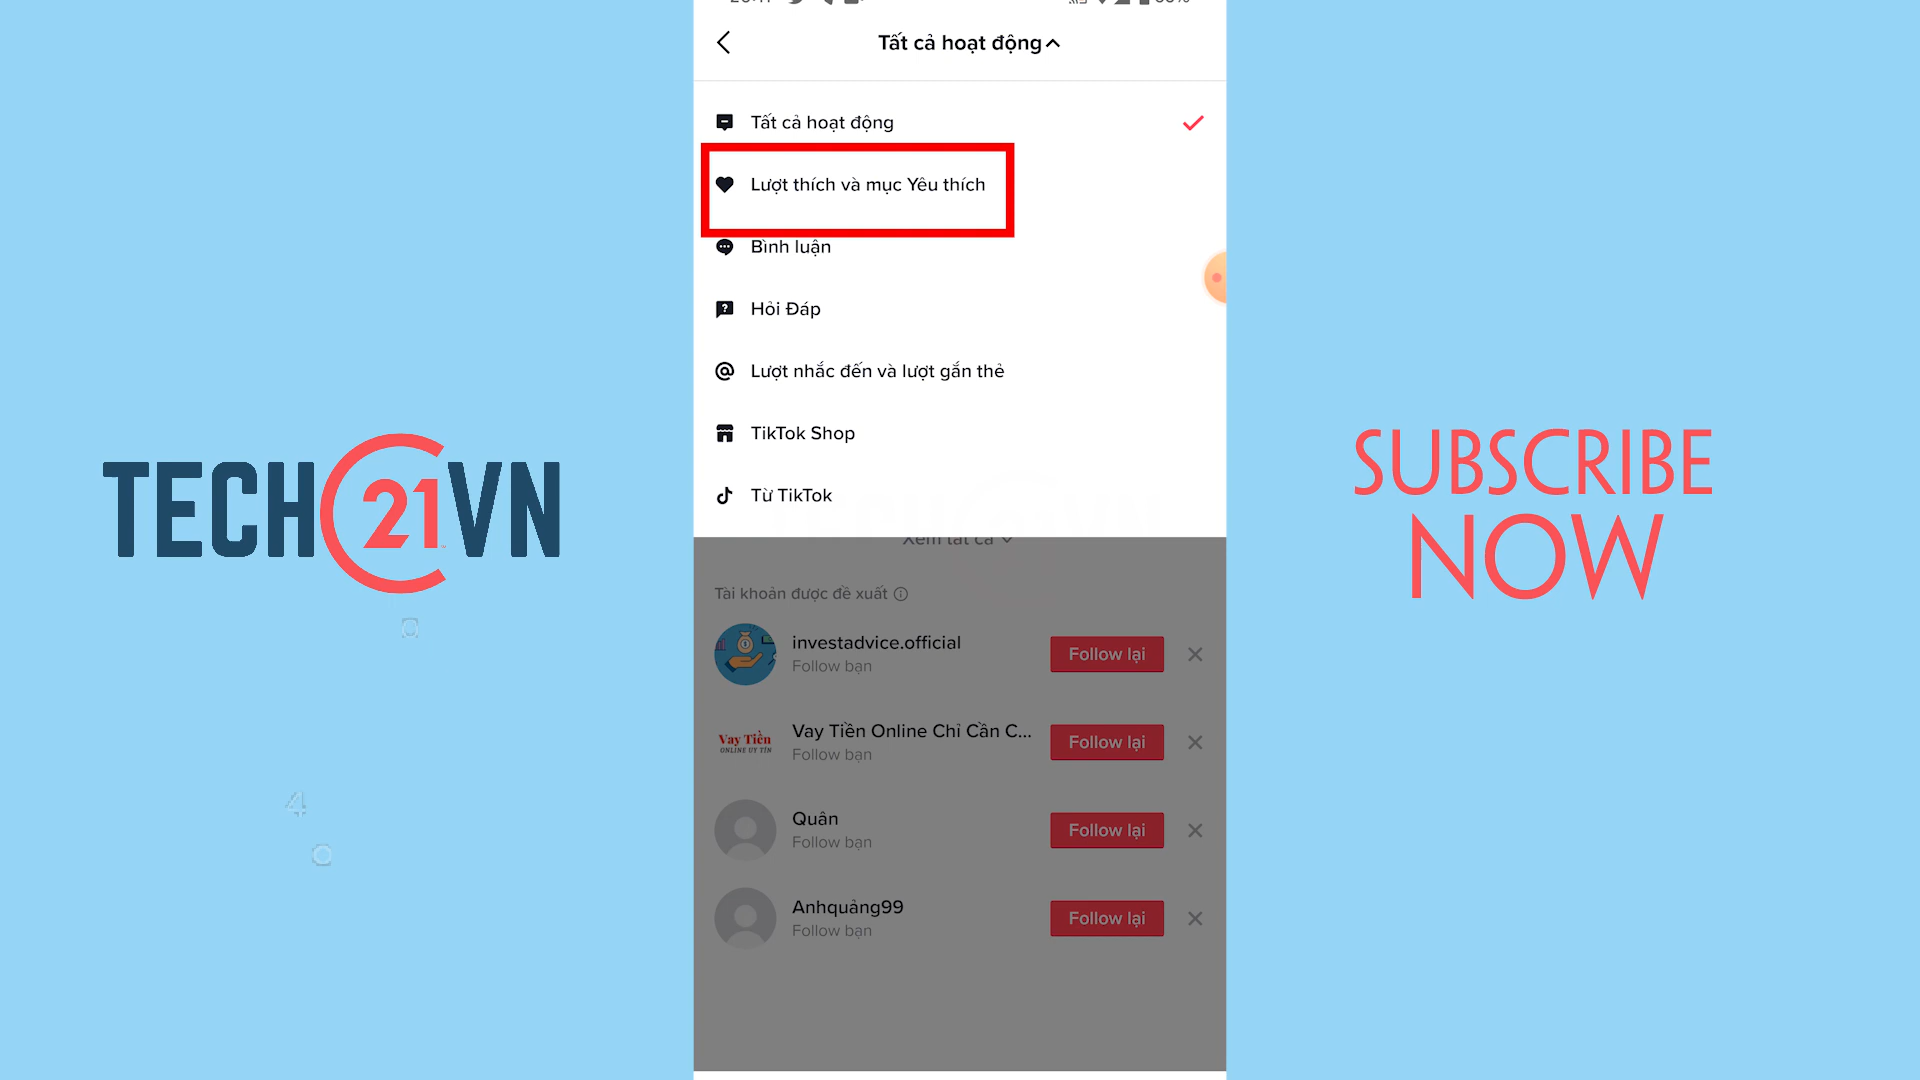 Tất cả hoạt động
Tất cả hoạt động
Lượt thích và mục Yêu thích
Bình luận
Hỏi Đáp
Lượt nhắc đến và lượt gắn thẻ
TikTok Shop
Từ TikTok
Xem tất cả
Tài khoản được đề xuất
investadvice.official
Follow bạn
Follow lại
Vay Tiền
ONLINE UY TÍN
Vay Tiền Online Chỉ Cần C...
Follow bạn
Follow lại
Quân
Follow bạn
Follow lại
Anhquảng99
Follow bạn
Follow lại
TECH 21 VN
SUBSCRIBE
NOW